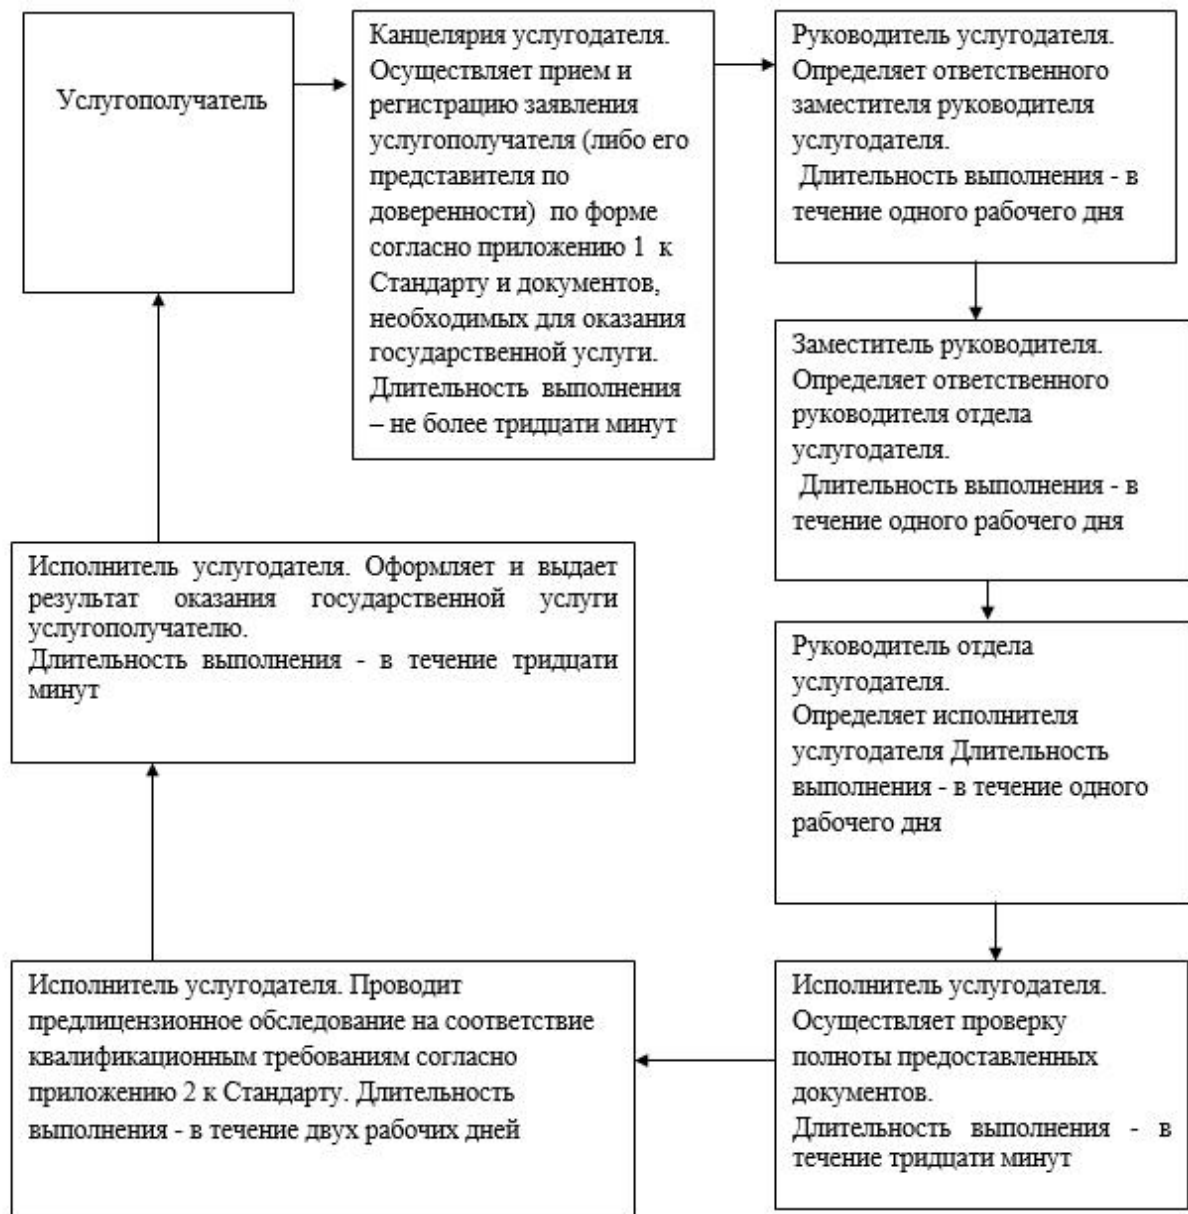 Услугополучатель
Канцелярия услугодателя.
Осуществляет прием и
регистрацию заявления
услугополучателя (либо его
представителя по
доверенности) по форме
согласно приложению 1 к
Стандарту и документов,
необходимых для оказания
государственной услуги.
Длительность выполнения
– не более тридцати минут
Руководитель услугодателя.
Определяет ответственного
заместителя руководителя
услугодателя.
Длительность выполнения - в
течение одного рабочего дня
Заместитель руководителя.
Определяет ответственного
руководителя отдела
услугодателя.
Длительность выполнения - в
течение одного рабочего дня
Руководитель отдела
услугодателя.
Определяет исполнителя
услугодателя Длительность
выполнения - в течение одного
рабочего дня
Исполнитель услугодателя.
Осуществляет проверку
полноты предоставленных
документов.
Длительность выполнения - в
течение тридцати минут
Исполнитель услугодателя. Проводит
предлицензионное обследование на соответствие
квалификационным требованиям согласно
приложению 2 к Стандарту. Длительность
выполнения - в течение двух рабочих дней
Исполнитель услугодателя. Оформляет и выдает
результат оказания государственной услуги
услугополучателю.
Длительность выполнения - в течение тридцати
минут